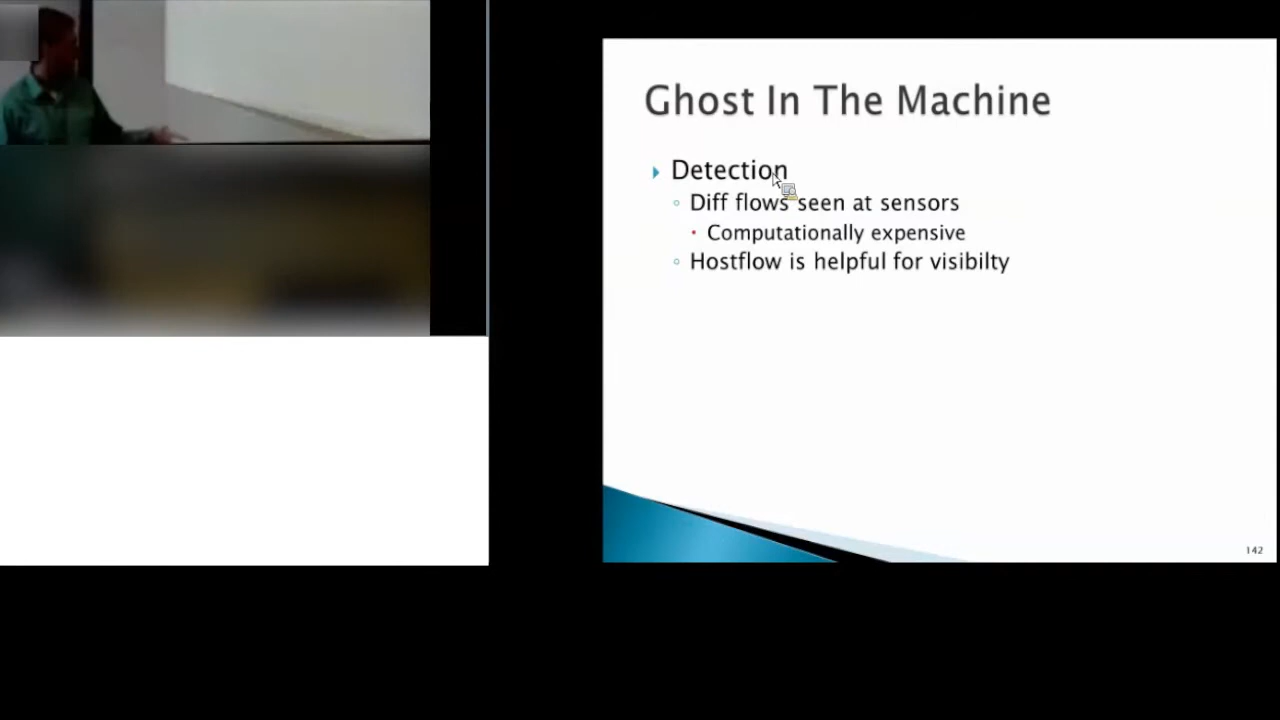 Ghost In The Machine
Detection
Diff flows seen at sensors
Computationally expensive
Hostflow is helpful for visibilty
142